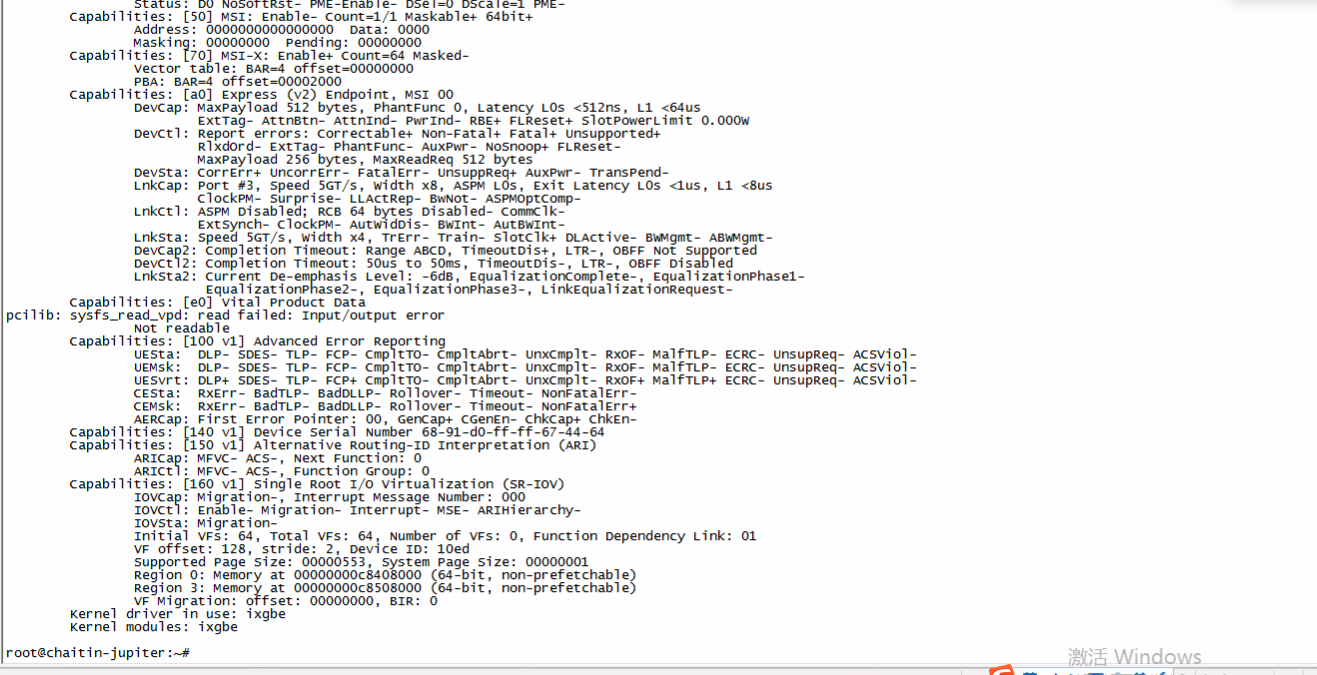 Status: D0 NoSoftRst- PME-Enable- DSel=0 DScale=1 PME-
Capabilities: [50] MSI: Enable- Count=1/1 Maskable+ 64bit+
Address: 0000000000000000  Data: 0000
Masking: 00000000  Pending: 00000000
Capabilities: [70] MSI-X: Enable+ Count=64 Masked-
Vector table: BAR=4 offset=00000000
PBA: BAR=4 offset=00002000
Capabilities: [a0] Express (v2) Endpoint, MSI 00
DevCap: MaxPayload 512 bytes, PhantFunc 0, Latency L0s <512ns, L1 <64us
ExtTag- AttnBtn- AttnInd- PwrInd- RBE+ FLReset+ SlotPowerLimit 0.000W
DevCtl: Report errors: Correctable+ Non-Fatal+ Fatal+ Unsupported+
RlxdOrd- ExtTag- PhantFunc- AuxPwr- NoSnoop+ FLReset-
MaxPayload 256 bytes, MaxReadReq 512 bytes
DevSta: CorrErr+ UncorrErr- FatalErr- UnsuppReq+ AuxPwr- TransPend-
LnkCap: Port #3, Speed 5GT/s, Width x8, ASPM L0s, Exit Latency L0s <1us, L1 <8us
ClockPM- Surprise- LLActRep- BwNot- ASPMOptComp-
LnkCtl: ASPM Disabled; RCB 64 bytes Disabled- CommClk-
ExtSynch- ClockPM- AutWidDis- BWInt- AutBWInt-
LnkSta: Speed 5GT/s, Width x4, TrErr- Train- SlotClk+ DLActive- BWMgmt- ABWMgmt-
DevCap2: Completion Timeout: Range ABCD, TimeoutDis+, LTR-, OBFF Not Supported
DevCtl2: Completion Timeout: 50us to 50ms, TimeoutDis-, LTR-, OBFF Disabled
LnkSta2: Current De-emphasis Level: -6dB, EqualizationComplete-, EqualizationPhase1-
EqualizationPhase2-, EqualizationPhase3-, LinkEqualizationRequest-
Capabilities: [e0] Vital Product Data
pcilib: sysfs_read_vpd: read failed: Input/output error
Not readable
Capabilities: [100 v1] Advanced Error Reporting
UESta:  DLP- SDES- TLP- FCP- CmpltTO- CmpltAbrt- UnxCmplt- RxOF- MalfTLP- ECRC- UnsupReq- ACSViol-
UEMsk:  DLP- SDES- TLP- FCP- CmpltTO- CmpltAbrt- UnxCmplt- RxOF- MalfTLP- ECRC- UnsupReq- ACSViol-
UESvrt: DLP+ SDES- TLP- FCP+ CmpltTO- CmpltAbrt- UnxCmplt- RxOF+ MalfTLP+ ECRC- UnsupReq- ACSViol-
CESta:  RxErr- BadTLP- BadDLLP- Rollover- Timeout- NonFatalErr-
CEMsk:  RxErr- BadTLP- BadDLLP- Rollover- Timeout- NonFatalErr+
AERCap: First Error Pointer: 00, GenCap+ CGenEn- ChkCap+ ChkEn-
Capabilities: [140 v1] Device Serial Number 68-91-d0-ff-ff-67-44-64
Capabilities: [150 v1] Alternative Routing-ID Interpretation (ARI)
ARICap: MFVC- ACS-, Next Function: 0
ARICtl: MFVC- ACS-, Function Group: 0
Capabilities: [160 v1] Single Root I/O Virtualization (SR-IOV)
IOVCap: Migration-, Interrupt Message Number: 000
IOVCtl: Enable- Migration- Interrupt- MSE- ARIHierarchy-
IOVSta: Migration-
Initial VFs: 64, Total VFs: 64, Number of VFs: 0, Function Dependency Link: 01
VF offset: 128, stride: 2, Device ID: 10ed
Supported Page Size: 00000553, System Page Size: 00000001
Region 0: Memory at 00000000c8408000 (64-bit, non-prefetchable)
Region 3: Memory at 00000000c8508000 (64-bit, non-prefetchable)
VF Migration: offset: 00000000, BIR: 0
Kernel driver in use: ixgbe
Kernel modules: ixgbe
root@chaitin-jupiter:~#
激活 Windows